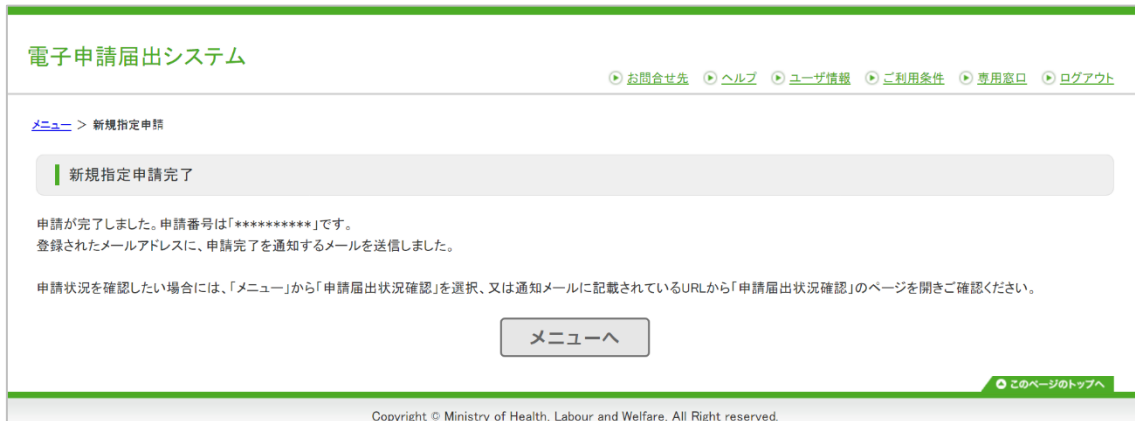 電子申請届出システム
お問合せ先 ヘルプ ユーザ情報 ご利用条件 専用窓口 ログアウト
メニュー > 新規指定申請
新規指定申請完了
申請が完了しました。申請番号は「**********」です。
登録されたメールアドレスに、申請完了を通知するメールを送信しました。
申請状況を確認したい場合には、「メニュー」から「申請届出状況確認」を選択、又は通知メールに記載されているURLから「申請届出状況確認」のページを開きご確認ください。
メニューへ
このページのトップへ
Copyright © Ministry of Health, Labour and Welfare, All Right reserved.